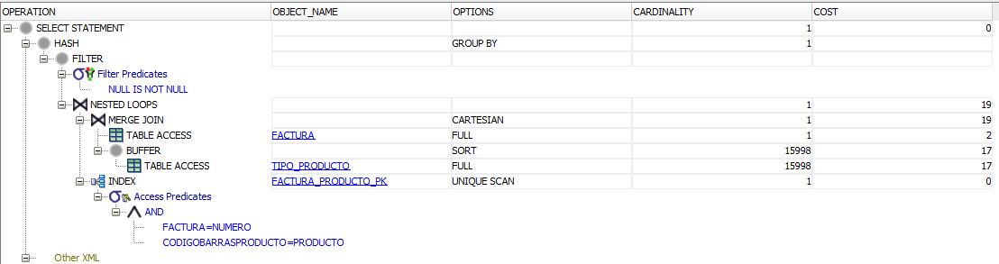 OPERATION OBJECT_NAME OPTIONS CARDINALITY COST
SELECT STATEMENT 1 0
HASH GROUP BY 1
FILTER
Filter Predicates
NULL IS NOT NULL
NESTED LOOPS 1 19
MERGE JOIN CARTESIAN 1 19
TABLE ACCESS FACTURA FULL 1 2
BUFFER SORT 15998 17
TABLE ACCESS TIPO_PRODUCTO FULL 15998 17
INDEX FACTURA_PRODUCTO_PK UNIQUE SCAN 1 0
Access Predicates
AND
FACTURA=NUMERO
CODIGOBARRASPRODUCTO=PRODUCTO
Other XML